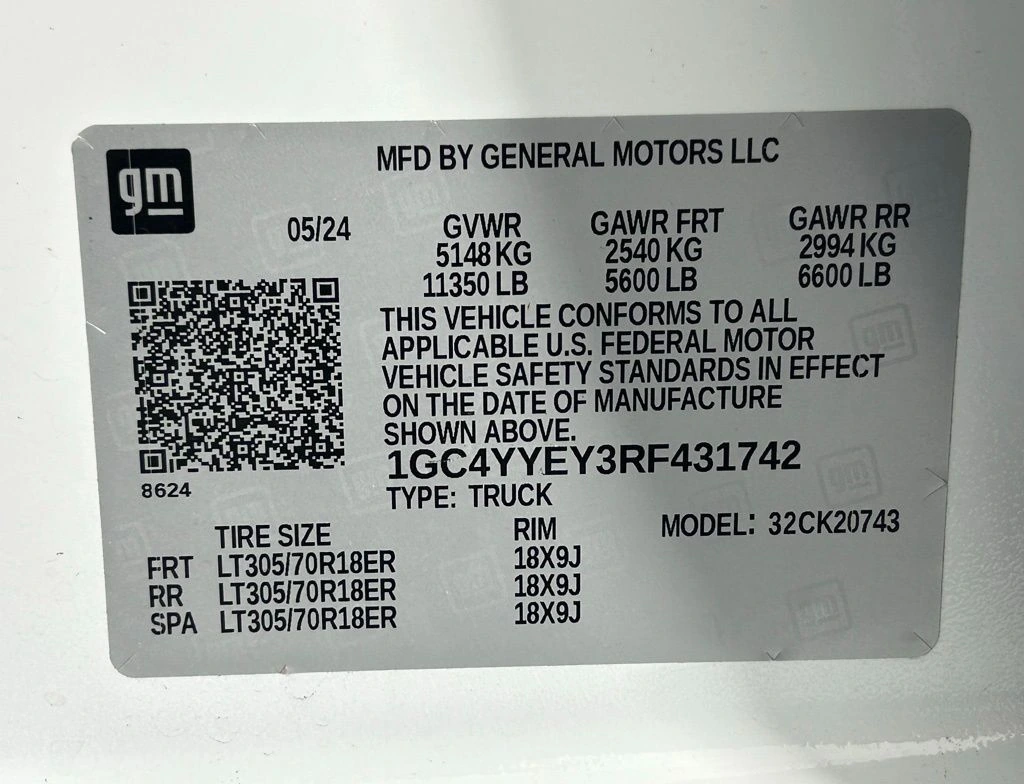 gm
MFD BY GENERAL MOTORS LLC
05/24 GVWR GAWR FRT GAWR RR
5148 KG 2540 KG 2994 KG
11350 LB 5600 LB 6600 LB
THIS VEHICLE CONFORMS TO ALL
APPLICABLE U.S. FEDERAL MOTOR
VEHICLE SAFETY STANDARDS IN EFFECT
ON THE DATE OF MANUFACTURE
SHOWN ABOVE.
1GC4YYEY3RF431742
8624
TYPE: TRUCK
TIRE SIZE RIM MODEL: 32CK20743
FRT LT305/70R18ER 18X9J
RR LT305/70R18ER 18X9J
SPA LT305/70R18ER 18X9J